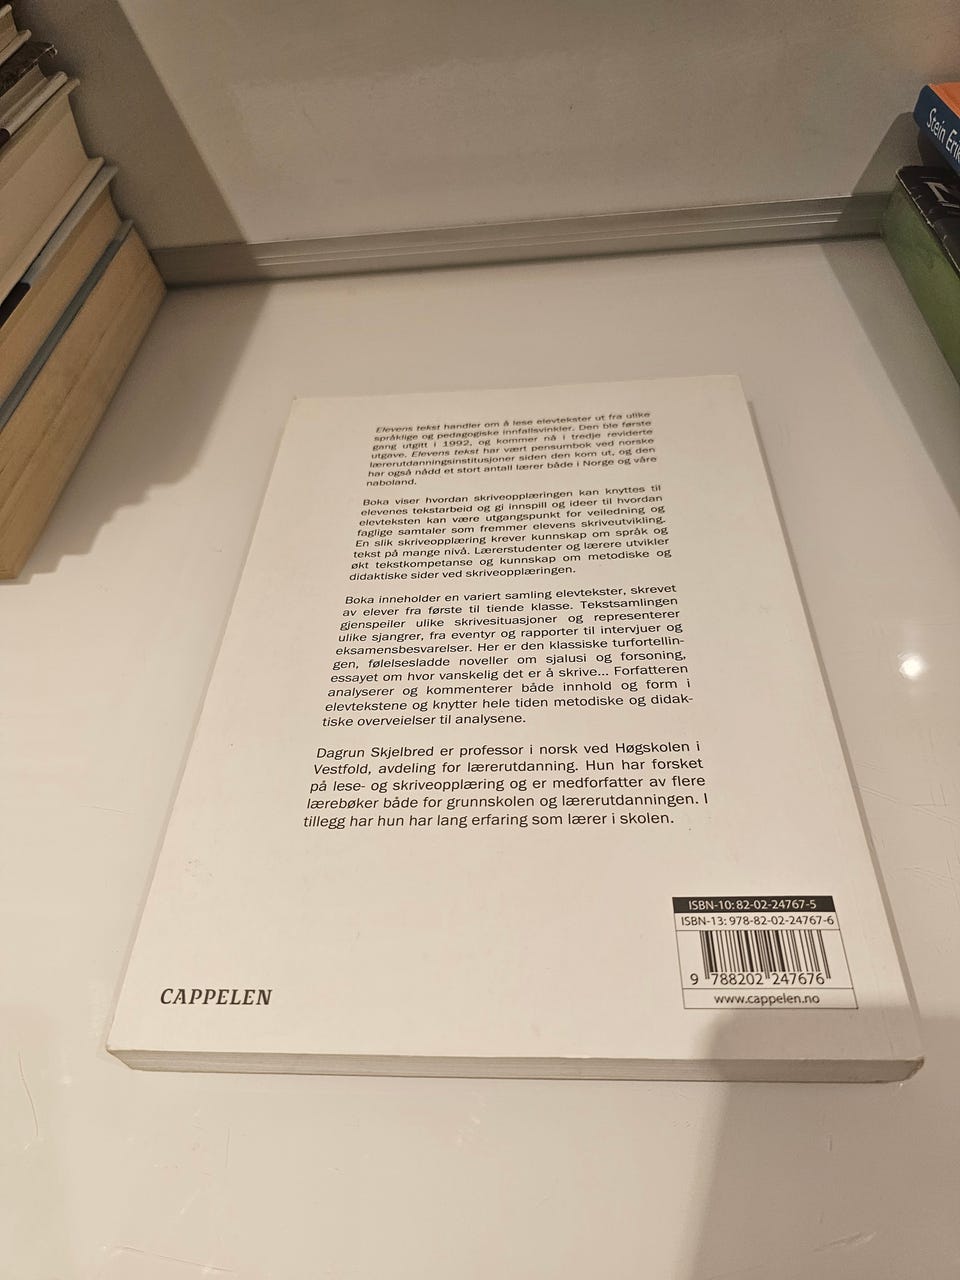 Stein Erik
Elevens tekst handler om å lese elevtekster ut fra ulike
språklige og pedagogiske innfallsvinkler. Den ble første
gang utgitt i 1992, og kommer nå i tredje reviderte
utgave. Elevens tekst har vært pensumbok ved norske
lærerutdanningsinstitusjoner siden den kom ut, og den
har også nådd et stort antall lærer både i Norge og våre
naboland.
Boka viser hvordan skriveopplæringen kan knyttes til
elevenes tekstarbeid og gi innspill og ideer til hvordan
elevteksten kan være utgangspunkt for veiledning og
faglige samtaler som fremmer elevens skriveutvikling.
En slik skriveopplæring krever kunnskap om språk og
tekst på mange nivå. Lærerstudenter og lærere utvikler
økt tekstkompetanse og kunnskap om metodiske og
didaktiske sider ved skriveopplæringen.
Boka inneholder en variert samling elevtekster, skrevet
av elever fra første til tiende klasse. Tekstsamlingen
gjenspeiler ulike skrivesituasjoner og representerer
ulike sjangrer, fra eventyr og rapporter til intervjuer og
eksamensbesvarelser. Her er den klassiske turfortellin-
gen, følelsesladde noveller om sjalusi og forsoning,
essayet om hvor vanskelig det er å skrive... Forfatteren
analyserer og kommenterer både innhold og form i
elevtekstene og knytter hele tiden metodiske og didak-
tiske overveielser til analysene.
Dagrun Skjelbred er professor i norsk ved Høgskolen i
Vestfold, avdeling for lærerutdanning. Hun har forsket
på lese- og skriveopplæring og er medforfatter av flere
lærebøker både for grunnskolen og lærerutdanningen. I
tillegg har hun har lang erfaring som lærer i skolen.
ISBN-10: 82-02-24767-5
ISBN-13: 978-82-02-24767-6
9 788202 247676
www.cappelen.no
CAPPELEN